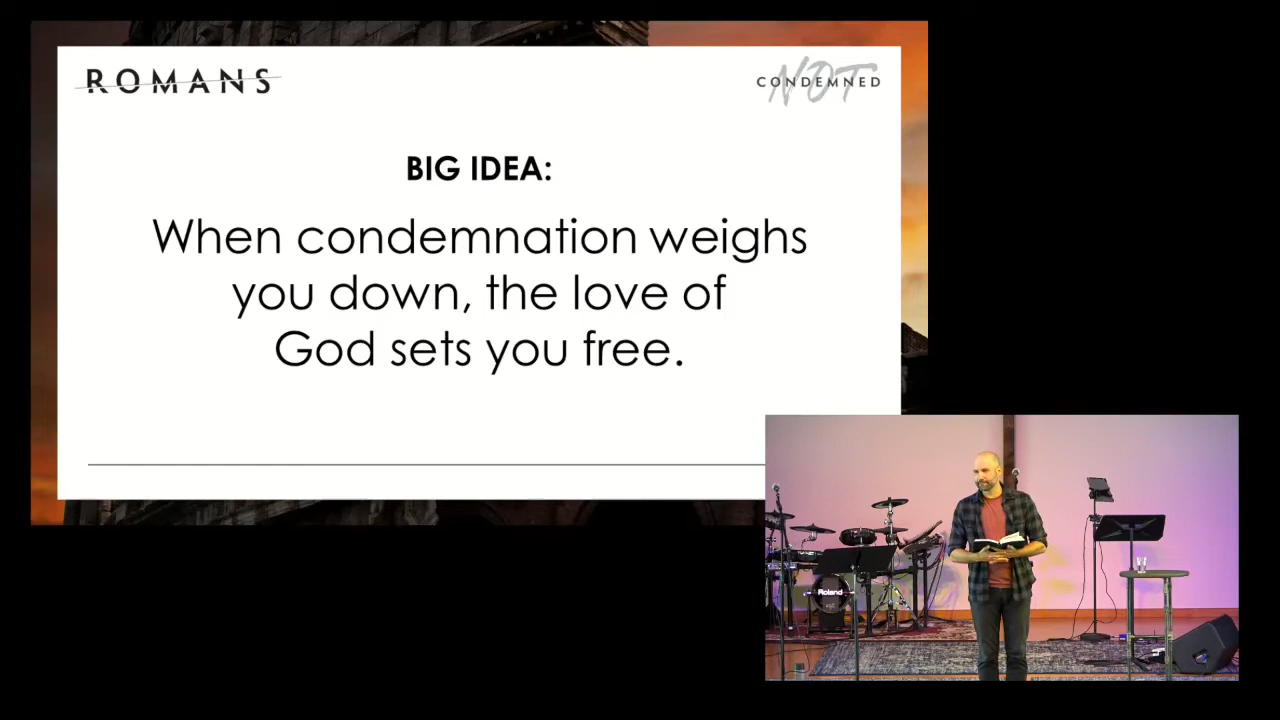 ROMANS
NOT
CONDEMNED
BIG IDEA:
When condemnation weighs
you down, the love of
God sets you free.
Roland